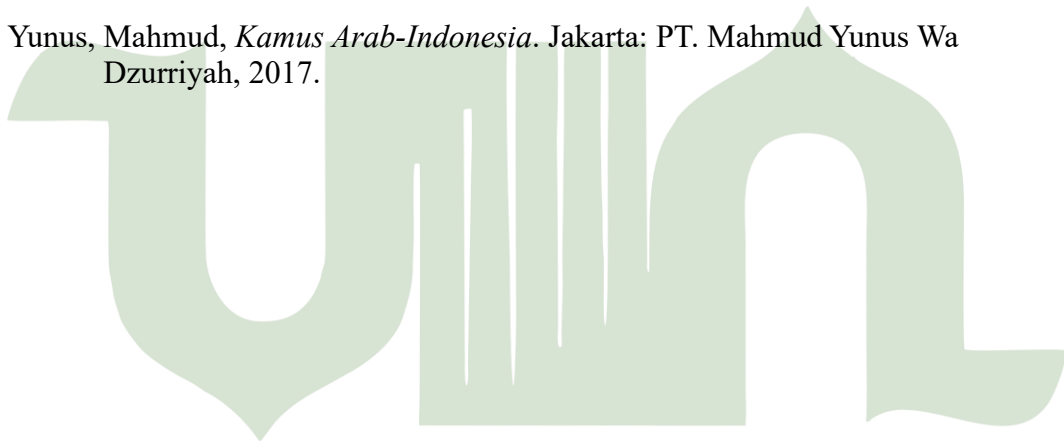 Yunus, Mahmud, Kamus Arab-Indonesia. Jakarta: PT. Mahmud Yunus Wa
Dzurriyah, 2017.